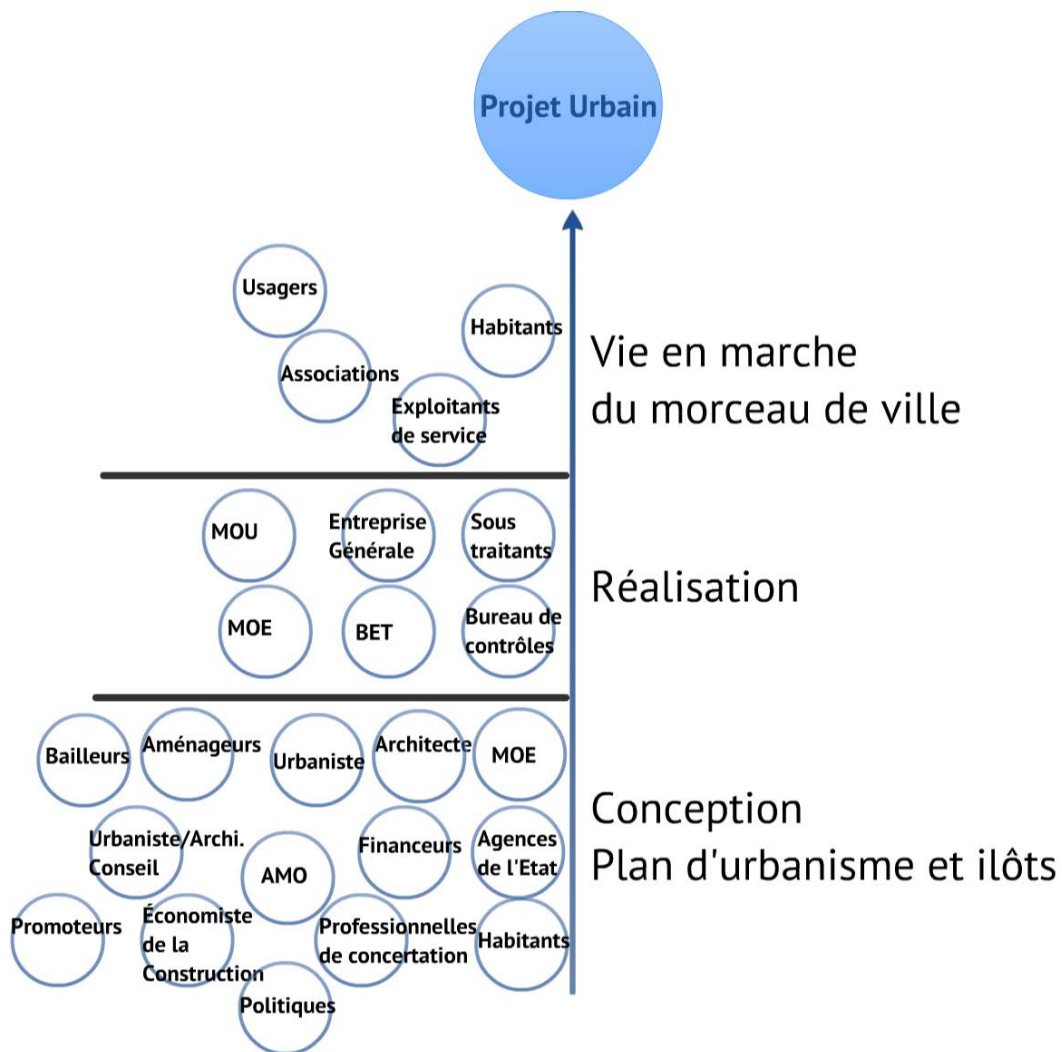 Projet Urbain
Usagers
Habitants
Associations
Exploitants
de service
Vie en marche
du morceau de ville
MOU
Entreprise
Générale
Sous
traitants
MOE
BET
Bureau de
contrôles
Réalisation
Bailleurs
Aménageurs
Urbaniste
Architecte
MOE
Urbaniste/Archi.
Conseil
AMO
Financeurs
Agences
de l'Etat
Conception
Plan d'urbanisme et ilôts
Promoteurs
Économiste
de la
Construction
Professionnelles
de concertation
Habitants
Politiques